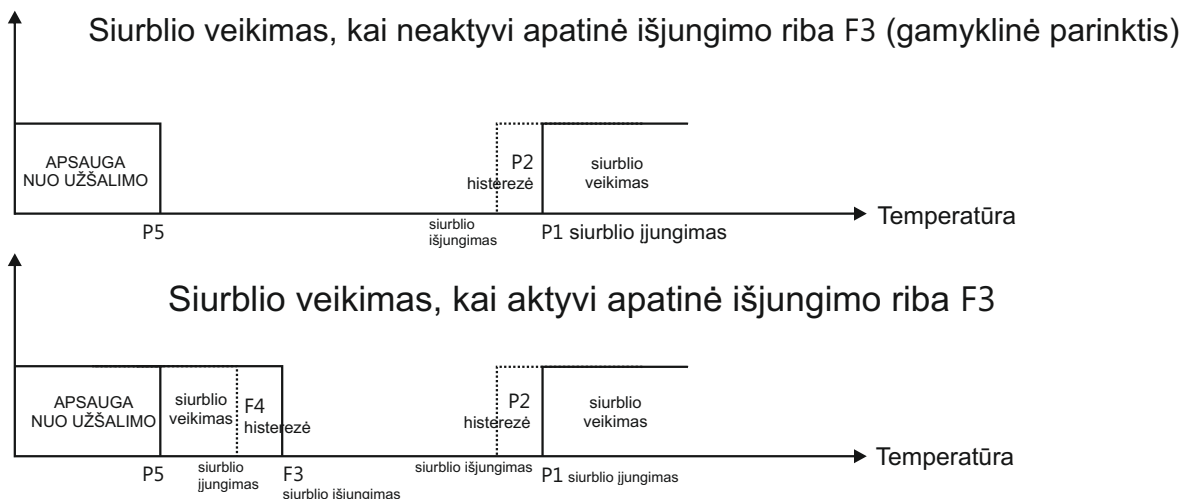 Siurblio veikimas, kai neaktyvi apatinė išjungimo riba F3 (gamyklinė parinktis)
APSAUGA
NUO UŽŠALIMO
P2
histerezė
siurblio
veikimas
P5
siurblio
išjungimas
P1 siurblio įjungimas
Temperatūra
Siurblio veikimas, kai aktyvi apatinė išjungimo riba F3
APSAUGA
NUO UŽŠALIMO
siurblio
veikimas
F4
histerezė
P2
histerezė
siurblio
veikimas
P5
siurblio
įjungimas
F3
siurblio išjungimas
siurblio išjungimas
P1 siurblio įjungimas
Temperatūra